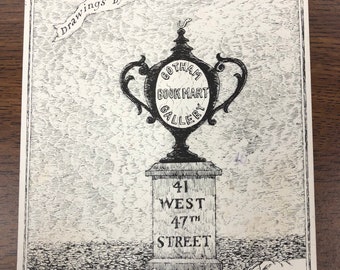 Drawings b
GOTHAM
BOOK MART
GALLERY
41
WEST
47TH
STREET